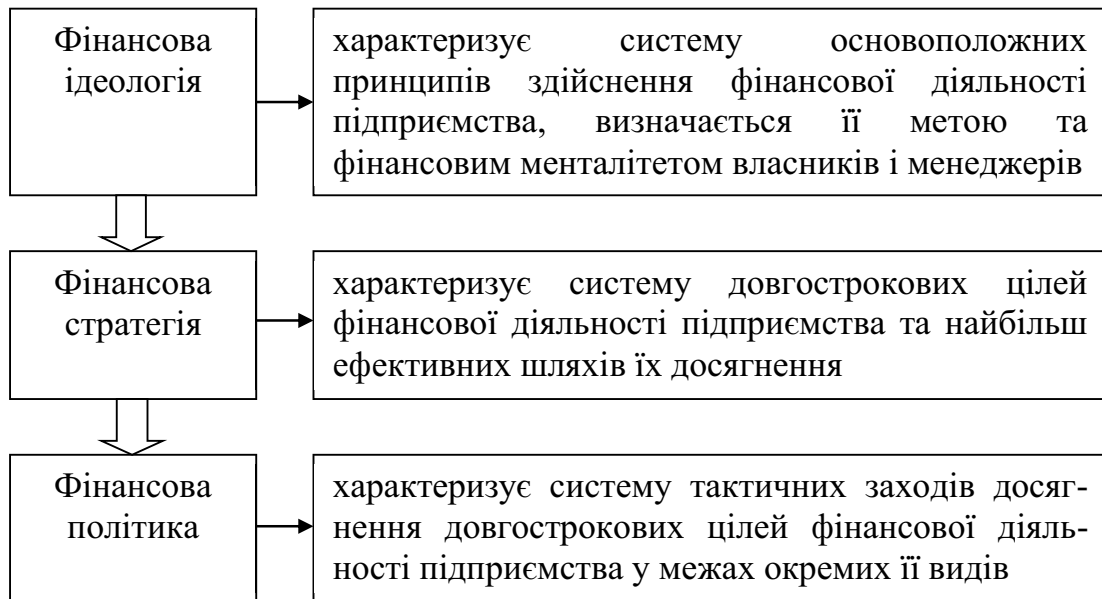 Фінансова
ідеологія
характеризує систему основоположних
принципів здійснення фінансової діяльності
підприємства, визначається її метою та
фінансовим менталітетом власників і менеджерів
Фінансова
стратегія
характеризує систему довгострокових цілей
фінансової діяльності підприємства та найбільш
ефективних шляхів їх досягнення
Фінансова
політика
характеризує систему тактичних заходів досяг-
нення довгострокових цілей фінансової діяль-
ності підприємства у межах окремих її видів